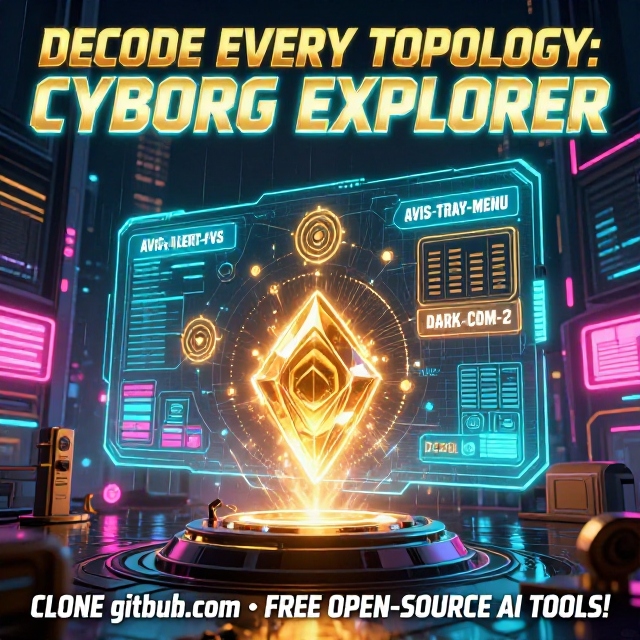 DECODE EVERY TOPOLOGY:
CYBORG EXPLORER
AVIS-TRAY-MENU
DARK-COM-2
CLONE gitbub.com • FREE OPEN-SOURCE AI TOOLS!